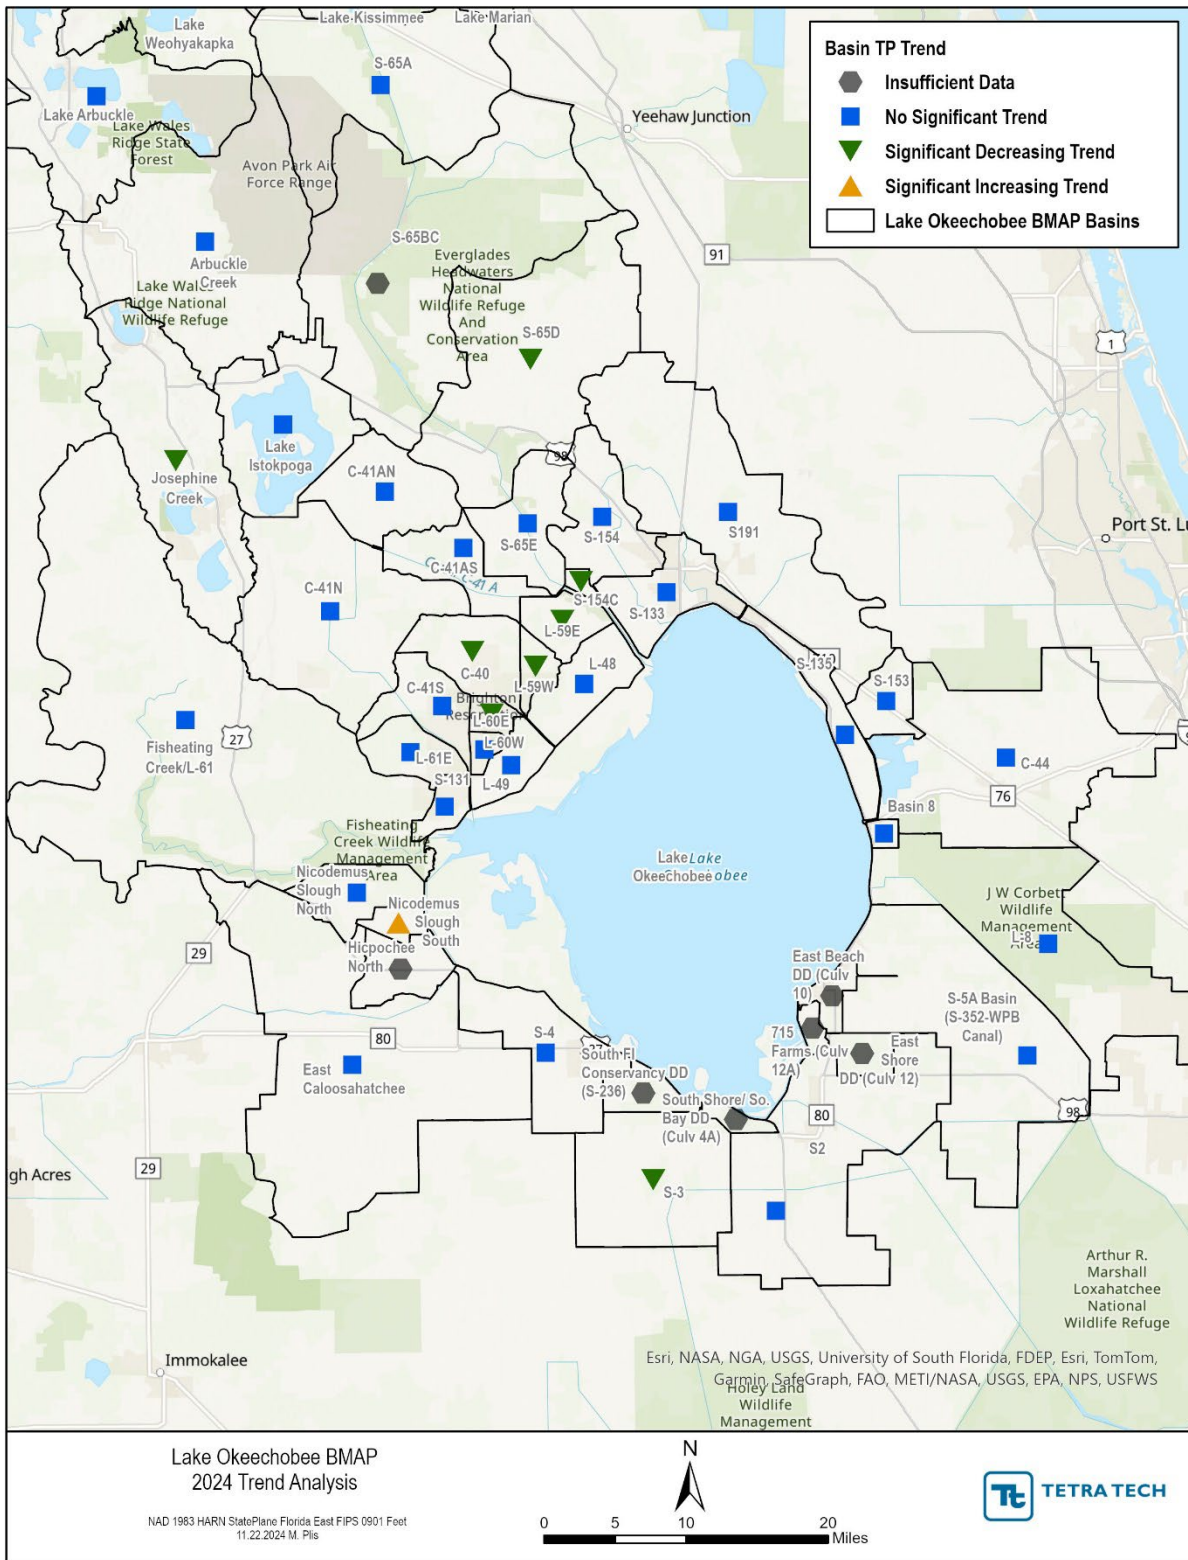 Lake Kissimmee
Lake Marian
Lake
Weohyakapka
S-65A
Lake Arbuckle
Lake Wales
Ridge State
Forest
Avon Park Air
Force Range
Yeehaw Junction
Basin TP Trend
Insufficient Data
No Significant Trend
Significant Decreasing Trend
Significant Increasing Trend
Lake Okeechobee BMAP Basins
S-65BC
Everglades
Headwaters
National
Wildlife Refuge
And
Conservation
Area
91
Arbuckle
Creek
Lake Wales
Ridge National
Wildlife Refuge
S-65D
1
Lake
Istokpoga
98
Josephine
Creek
C-41AN
S-65E
S-154
S191
Port St. Lu
C-41AS
C-41 A
C-41N
S-154C
S-133
L-59E
C-40
L-59W
L-48
S-135
S-153
C-41S
Brighton
Reservation
L-60E
L-60W
L-61E
L-49
S-131
Fisheating
Creek/L-61
27
C-44
76
Basin 8
Fisheating
Creek Wildlife
Management
Area
Lake
Okeechobee
Lake
obee
Nicodemus
Slough
North
Nicodemus
Slough
South
Hicpochee
North
J W Corbett
Wildlife
Management
Area
L-8
29
80
East
Caloosahatchee
S-4
27
South Fl
Conservancy DD
(S-236)
South Shore/ So.
Bay DD
(Culv 4A)
East Beach
DD (Culv
10)
715
Farms (Culv
12A)
East
Shore
DD (Culv 12)
S-5A Basin
(S-352-WPB
Canal)
80
98
S2
S-3
gh Acres
29
Immokalee
Arthur R.
Marshall
Loxahatchee
National
Wildlife Refuge
Holey Land
Wildlife
Management
Esri, NASA, NGA, USGS, University of South Florida, FDEP, Esri, TomTom,
Garmin, SafeGraph, FAO, METI/NASA, USGS, EPA, NPS, USFWS
Lake Okeechobee BMAP
2024 Trend Analysis
NAD 1983 HARN StatePlane Florida East FIPS 0901 Feet
11.22.2024 M. Plis
N
0 5 10 20
Miles
Tt TETRA TECH